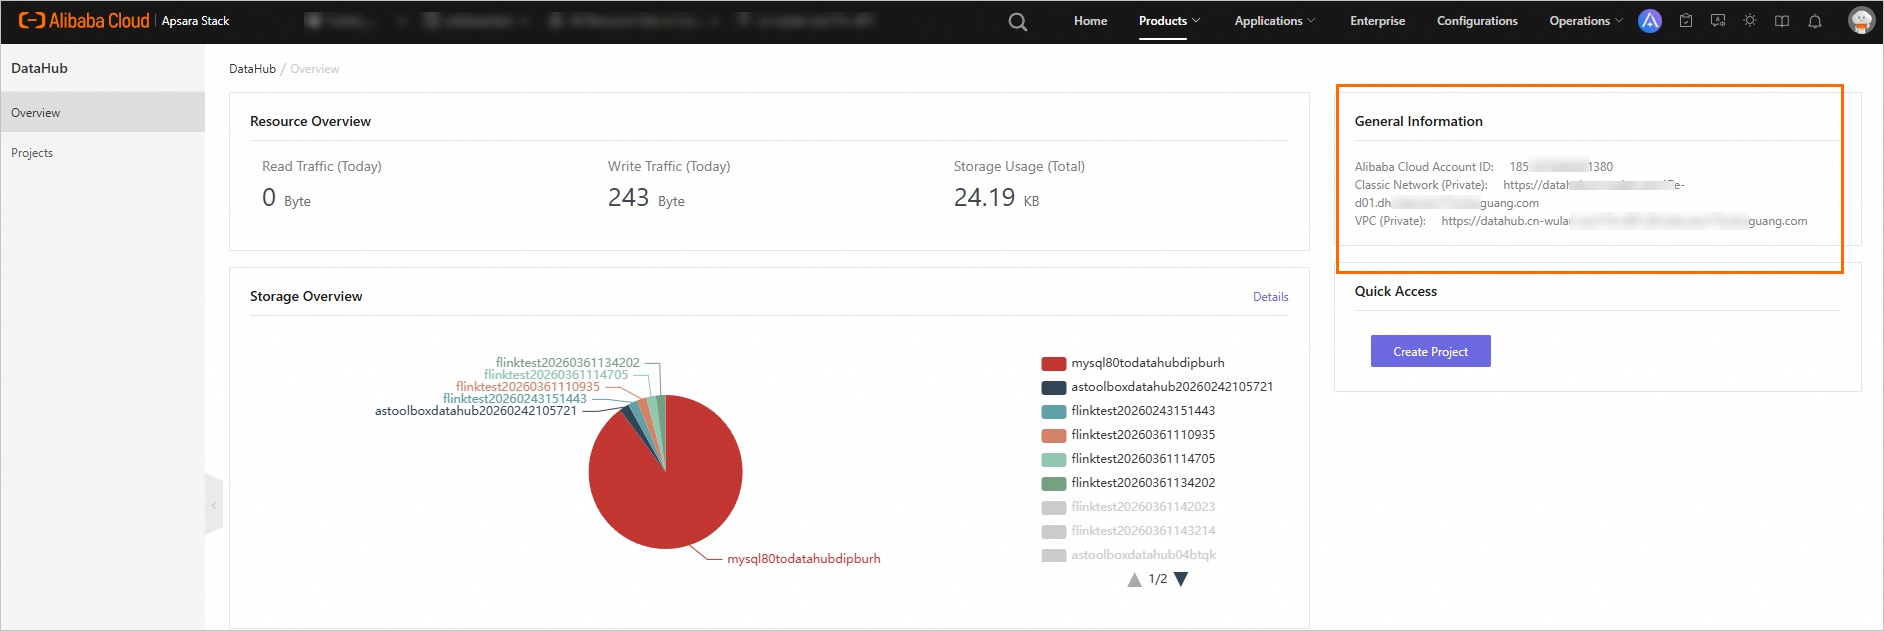 Alibaba Cloud | Apsara Stack
Home
Products
Applications
Enterprise
Configurations
Operations
DataHub
Overview
Projects
DataHub / Overview
Resource Overview
Read Traffic (Today)
0 Byte
Write Traffic (Today)
243 Byte
Storage Usage (Total)
24.19 KB
General Information
Alibaba Cloud Account ID: 185 1380
Classic Network (Private): https://datah e-
d01.dh guang.com
VPC (Private): https://datahub.cn-wula guang.com
Quick Access
Create Project
Storage Overview
Details
flinktest20260361134202
flinktest20260361114705
flinktest20260361110935
flinktest20260243151443
astoolboxdatahub20260242105721
mysql80todatahubdipburh
mysql80todatahubdipburh
astoolboxdatahub20260242105721
flinktest20260243151443
flinktest20260361110935
flinktest20260361114705
flinktest20260361134202
flinktest20260361142023
flinktest20260361143214
astoolboxdatahub04btqk
1/2